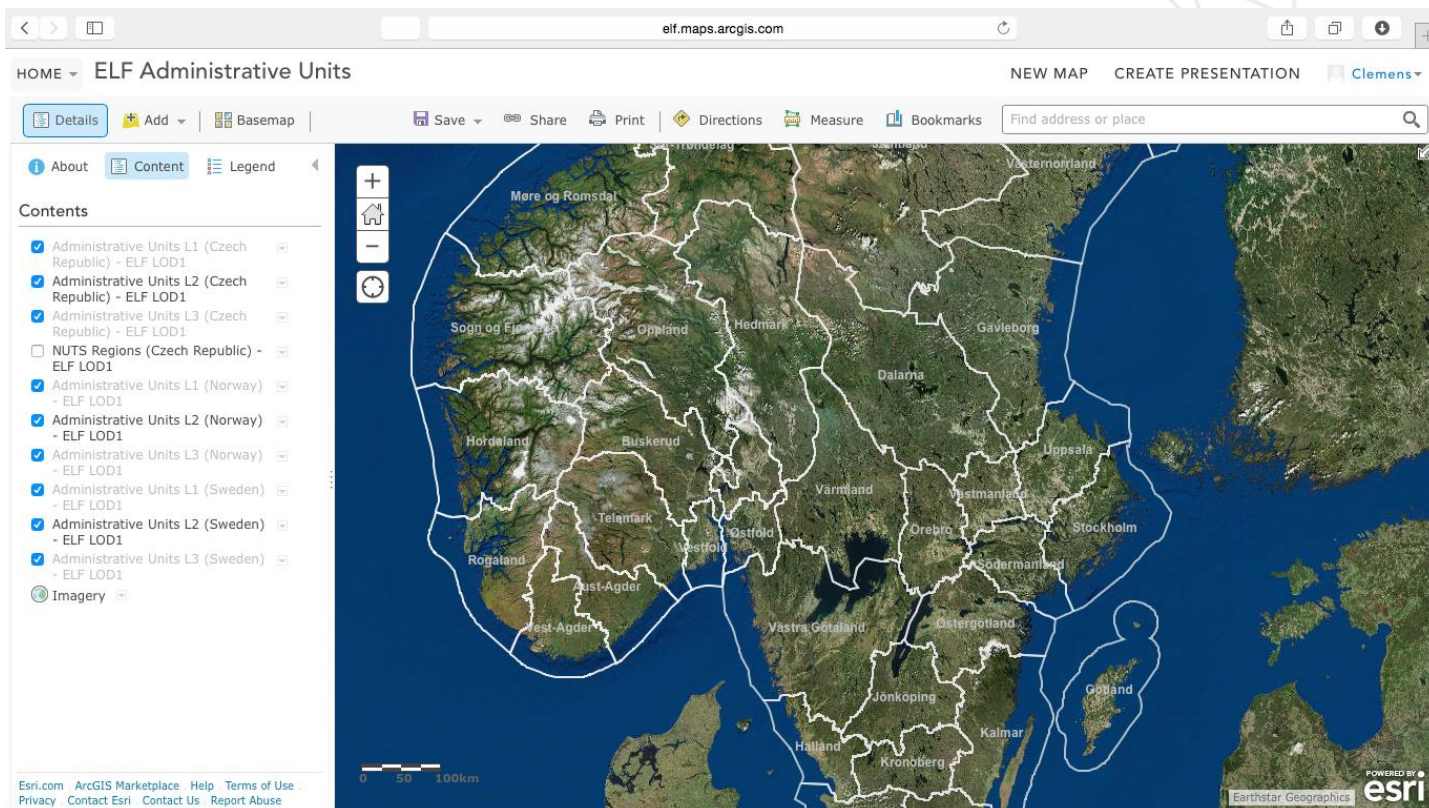 elf.maps.arcgis.com
HOME ELF Administrative Units
NEW MAP CREATE PRESENTATION Clemens
Details Add Basemap Save Share Print Directions Measure Bookmarks Find address or place
About Content Legend
Contents
Administrative Units L1 (Czech
Republic) - ELF LOD1
Administrative Units L2 (Czech
Republic) - ELF LOD1
Administrative Units L3 (Czech
Republic) - ELF LOD1
NUTS Regions (Czech Republic) -
ELF LOD1
Administrative Units L1 (Norway)
- ELF LOD1
Administrative Units L2 (Norway)
- ELF LOD1
Administrative Units L3 (Norway)
- ELF LOD1
Administrative Units L1 (Sweden)
- ELF LOD1
Administrative Units L2 (Sweden)
- ELF LOD1
Administrative Units L3 (Sweden)
- ELF LOD1
Imagery
Esri.com ArcGIS Marketplace Help Terms of Use
Privacy Contact Esri Contact Us Report Abuse
Västernorrland
Møre og Romsdal
Sogn og Fjordane
Oppland
Hedmark
Gävleborg
Dalarna
Hordaland
Buskerud
Uppsala
Värmland
Västmanland
Telemark
Østfold
Örebro
Stockholm
Vestfold
Rogaland
Södermanland
Aust-Agder
Vest-Agder
Västra Götaland
Östergötland
Jönköping
Gotland
Kalmar
Halland
Kronoberg
0 50 100km
Earthstar Geographics
POWERED BY
esri